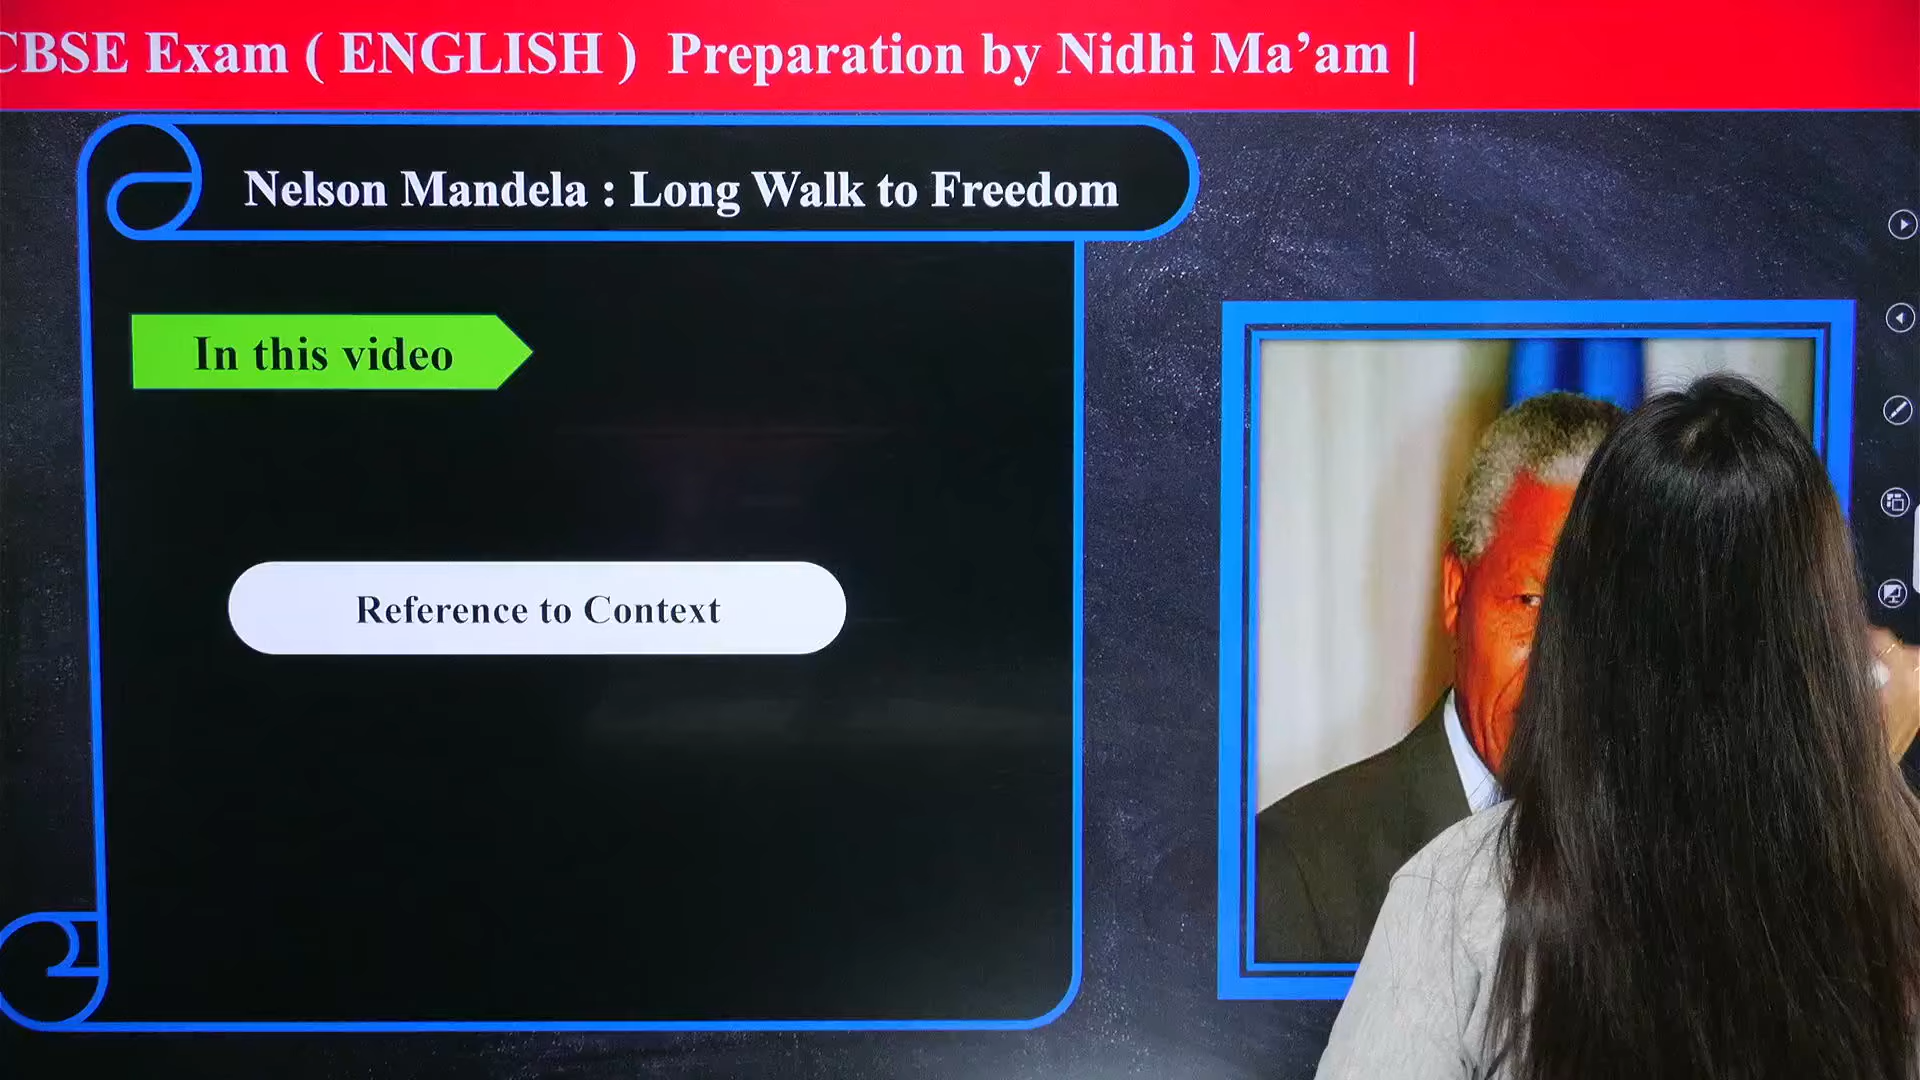 CBSE Exam ( ENGLISH ) Preparation by Nidhi Ma’am |
Nelson Mandela : Long Walk to Freedom
In this video
Reference to Context